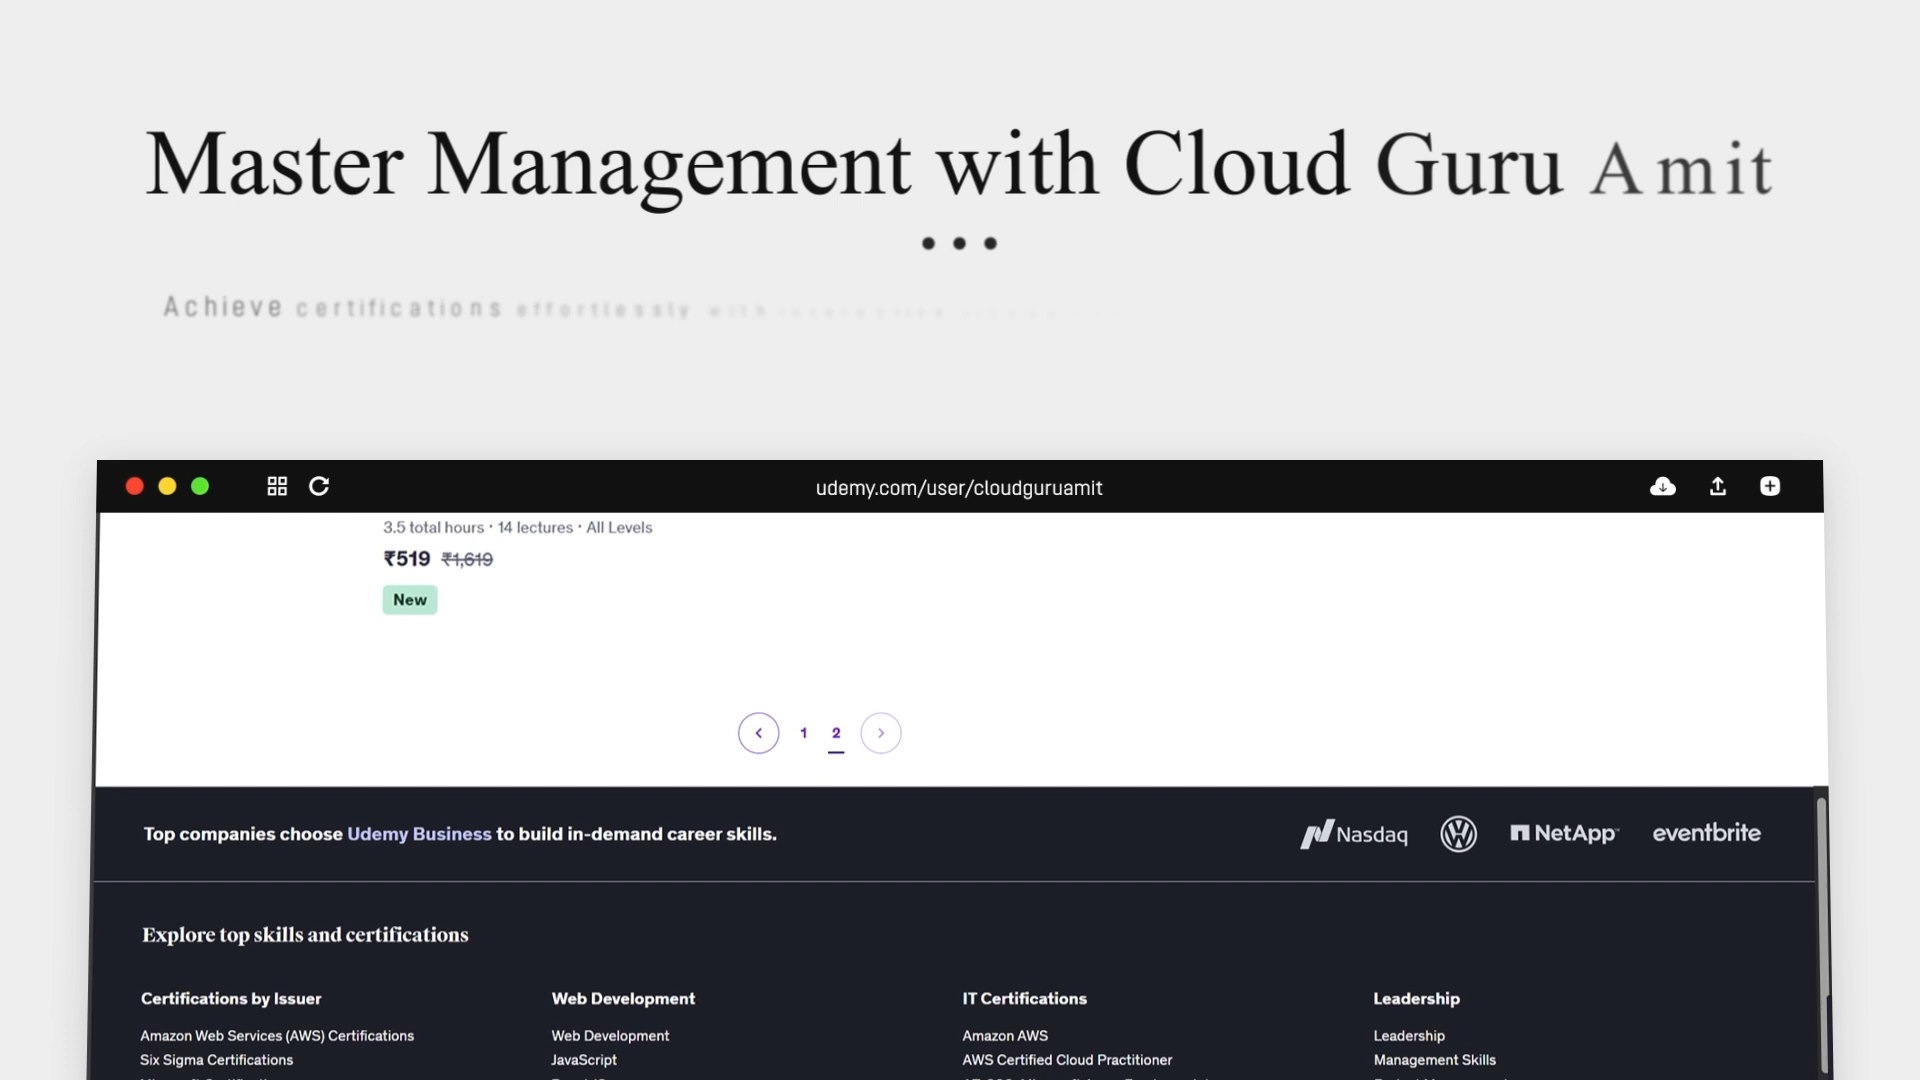 Master Management with Cloud Guru Amit
Achieve certifications effortlessly with
udemy.com/user/cloudguruamit
3.5 total hours · 14 lectures · All Levels
₹519 ₹1,619
New
1 2
Top companies choose Udemy Business to build in-demand career skills.
Nasdaq NetApp eventbrite
Explore top skills and certifications
Certifications by Issuer
Amazon Web Services (AWS) Certifications
Six Sigma Certifications
Web Development
Web Development
JavaScript
IT Certifications
Amazon AWS
AWS Certified Cloud Practitioner
Leadership
Leadership
Management Skills